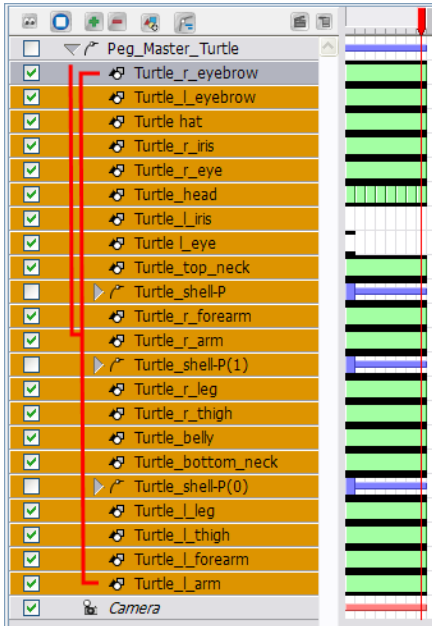 Peg_Master_Turtle
Turtle_r_eyebrow
Turtle_l_eyebrow
Turtle hat
Turtle_r_iris
Turtle_r_eye
Turtle_head
Turtle_l_iris
Turtle l_eye
Turtle_top_neck
Turtle_shell-P
Turtle_r_forearm
Turtle_r_arm
Turtle_shell-P(1)
Turtle_r_leg
Turtle_r_thigh
Turtle_belly
Turtle_bottom_neck
Turtle_shell-P(0)
Turtle_l_leg
Turtle_l_thigh
Turtle_l_forearm
Turtle_l_arm
Camera